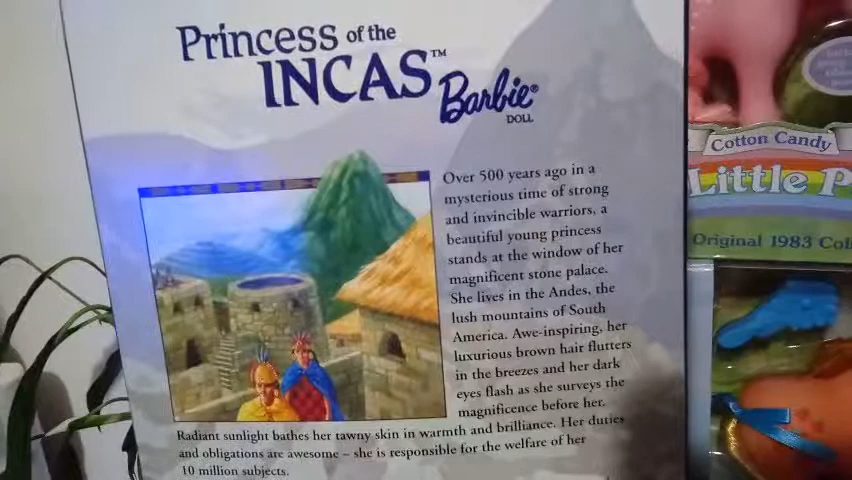 Princess of the
INCAS™
Barbie®
DOLL
Over 500 years ago in a
mysterious time of strong
and invincible warriors, a
beautiful young princess
stands at the window of her
magnificent stone palace.
She lives in the Andes, the
lush mountains of South
America. Awe-inspiring, her
luxurious brown hair flutters
in the breezes and her dark
eyes flash as she surveys the
magnificence before her.
Radiant sunlight bathes her tawny skin in warmth and brilliance. Her duties
and obligations are awesome – she is responsible for the welfare of her
10 million subjects.
Cotton Candy
Little P
Original 1983 Coll